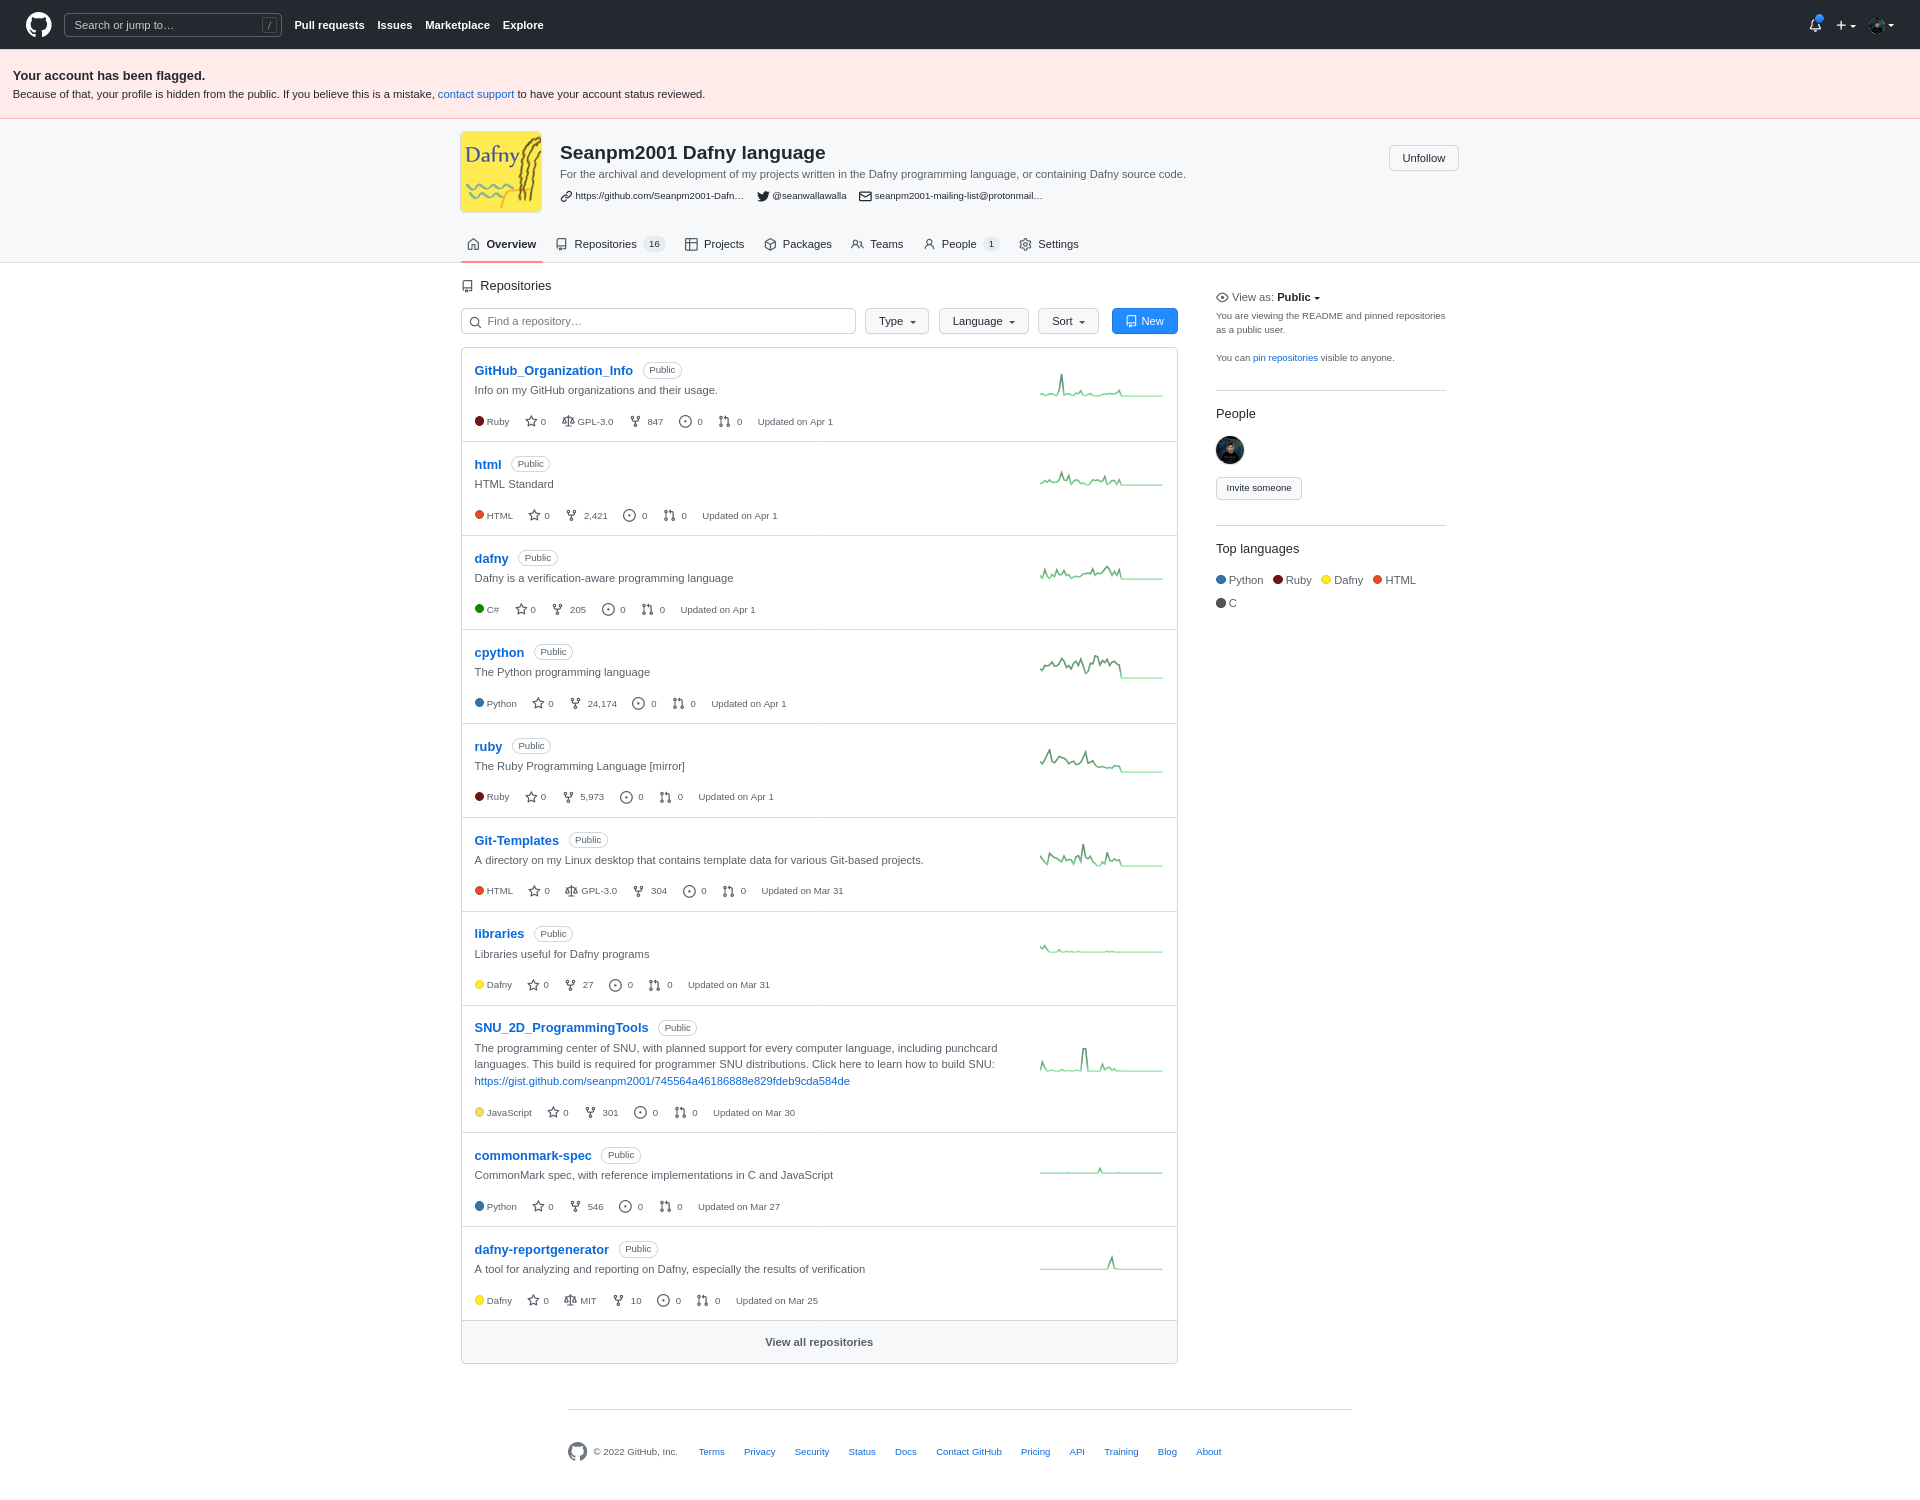 Search or jump to… /
Pull requests Issues Marketplace Explore
Your account has been flagged.
Because of that, your profile is hidden from the public. If you believe this is a mistake, contact support to have your account status reviewed.
Dafny
Seanpm2001 Dafny language
For the archival and development of my projects written in the Dafny programming language, or containing Dafny source code.
https://github.com/Seanpm2001-Dafn… @seanwallawalla seanpm2001-mailing-list@protonmail…
Unfollow
Overview Repositories 16 Projects Packages Teams People 1 Settings
Repositories
Find a repository… Type Language Sort New
GitHub_Organization_Info Public
Info on my GitHub organizations and their usage.
Ruby 0 GPL-3.0 847 0 0 Updated on Apr 1
html Public
HTML Standard
HTML 0 2,421 0 0 Updated on Apr 1
dafny Public
Dafny is a verification-aware programming language
C# 0 205 0 0 Updated on Apr 1
cpython Public
The Python programming language
Python 0 24,174 0 0 Updated on Apr 1
ruby Public
The Ruby Programming Language [mirror]
Ruby 0 5,973 0 0 Updated on Apr 1
Git-Templates Public
A directory on my Linux desktop that contains template data for various Git-based projects.
HTML 0 GPL-3.0 304 0 0 Updated on Mar 31
libraries Public
Libraries useful for Dafny programs
Dafny 0 27 0 0 Updated on Mar 31
SNU_2D_ProgrammingTools Public
The programming center of SNU, with planned support for every computer language, including punchcard
languages. This build is required for programmer SNU distributions. Click here to learn how to build SNU:
https://gist.github.com/seanpm2001/745564a46186888e829fdeb9cda584de
JavaScript 0 301 0 0 Updated on Mar 30
commonmark-spec Public
CommonMark spec, with reference implementations in C and JavaScript
Python 0 546 0 0 Updated on Mar 27
dafny-reportgenerator Public
A tool for analyzing and reporting on Dafny, especially the results of verification
Dafny 0 MIT 10 0 0 Updated on Mar 25
View all repositories
View as: Public
You are viewing the README and pinned repositories
as a public user.
You can pin repositories visible to anyone.
People
Invite someone
Top languages
Python Ruby Dafny HTML
C
© 2022 GitHub, Inc. Terms Privacy Security Status Docs Contact GitHub Pricing API Training Blog About